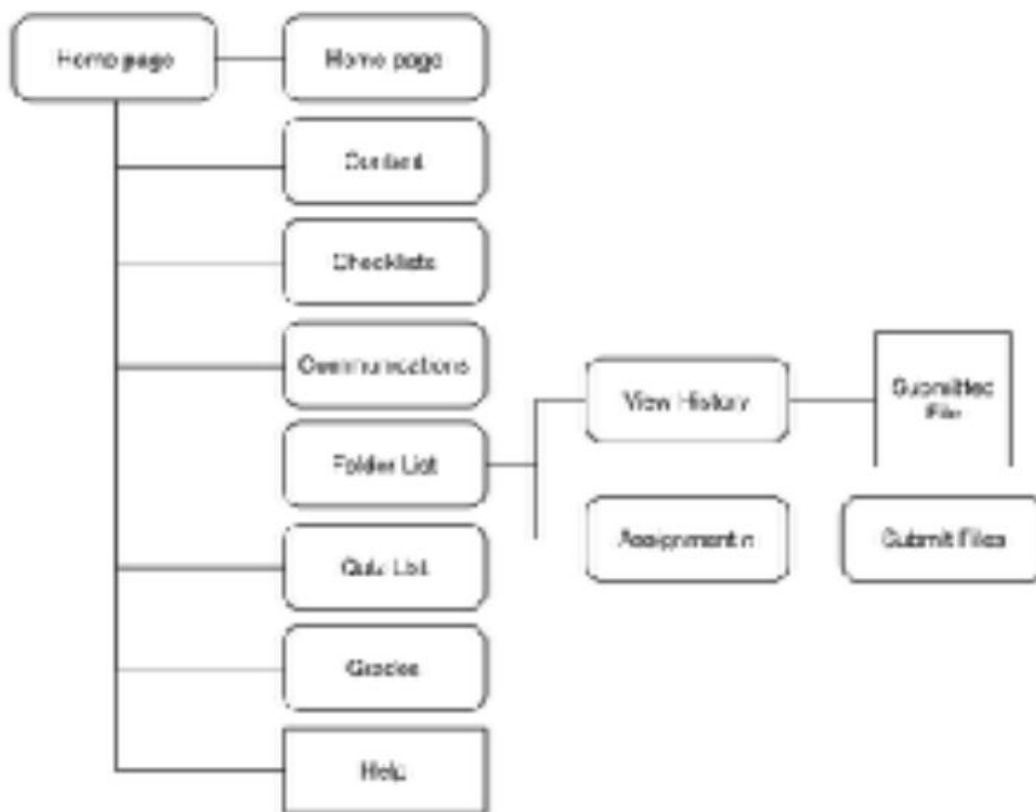 Home page
Home page
Content
Checklists
Communications
Folder List
View History
Submitted
File
Assignment n
Submit Files
Quiz List
Grades
Help